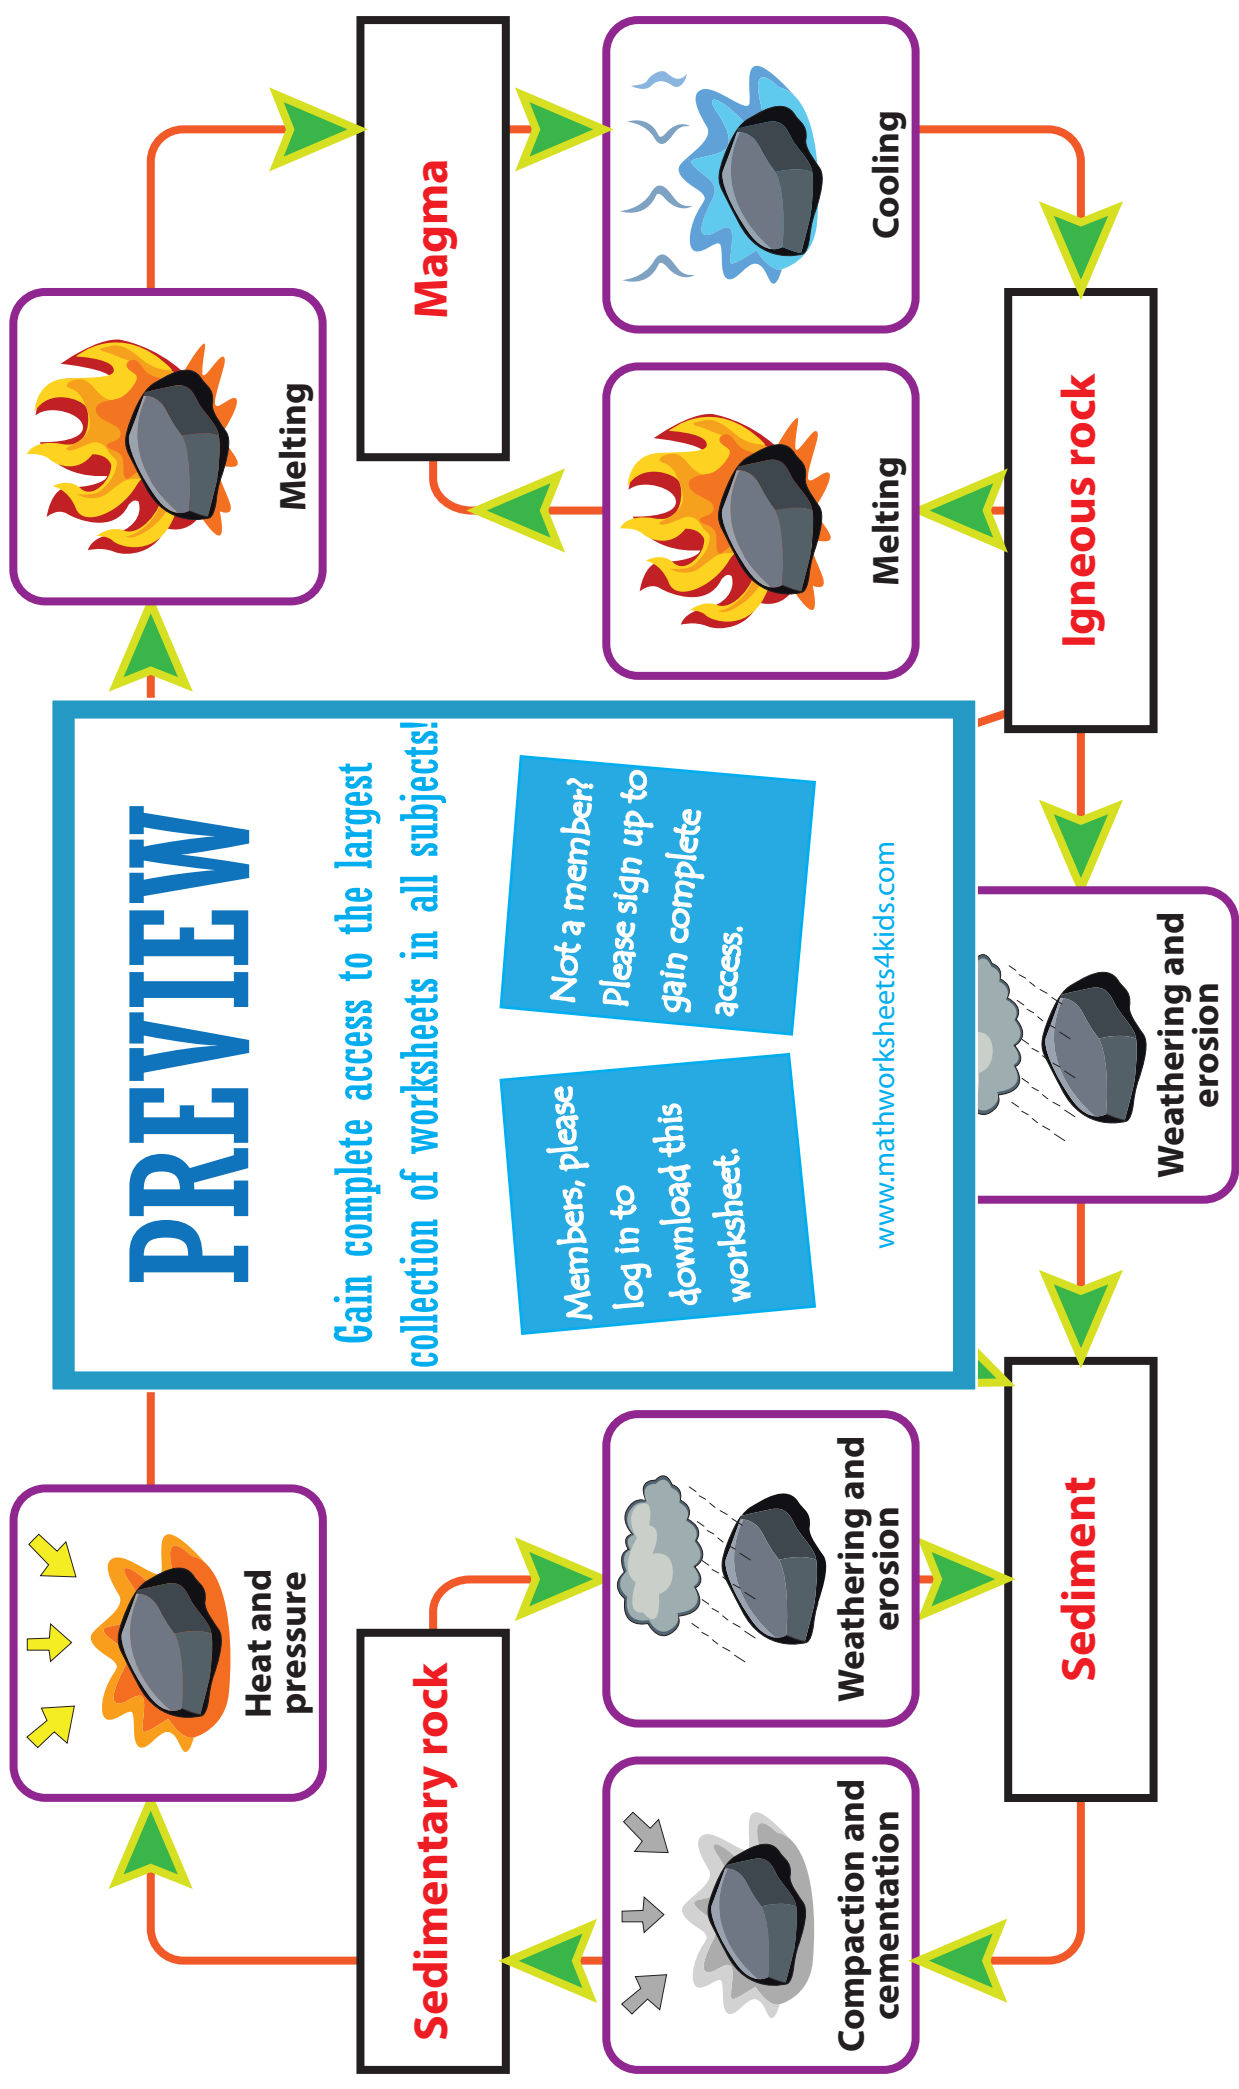 Heat and
pressure
Melting
PREVIEW
Gain complete access to the largest
collection of worksheets in all subjects!
Members, please
log in to
download this
worksheet.
Not a member?
Please sign up to
gain complete
access.
www.mathworksheets4kids.com
Sedimentary rock
Magma
Compaction and
cementation
Weathering and
erosion
Melting
Cooling
Sediment
Igneous rock
Weathering and
erosion